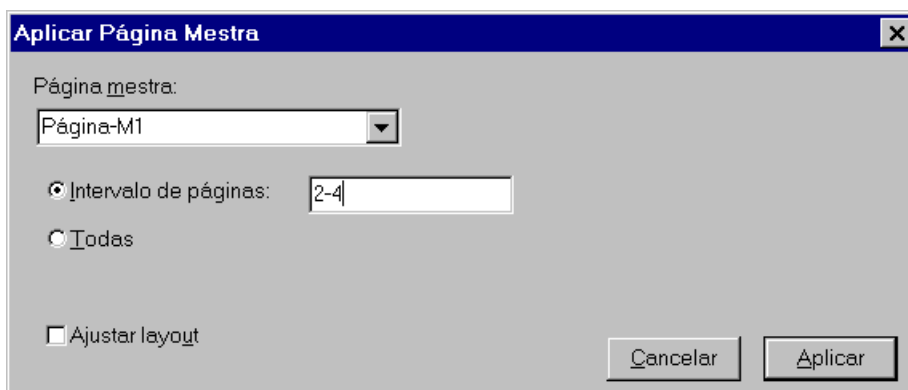 Aplicar Página Mestra
Página mestra:
Página-M1
Intervalo de páginas: 2-4
Todas
Ajustar layout
Cancelar Aplicar